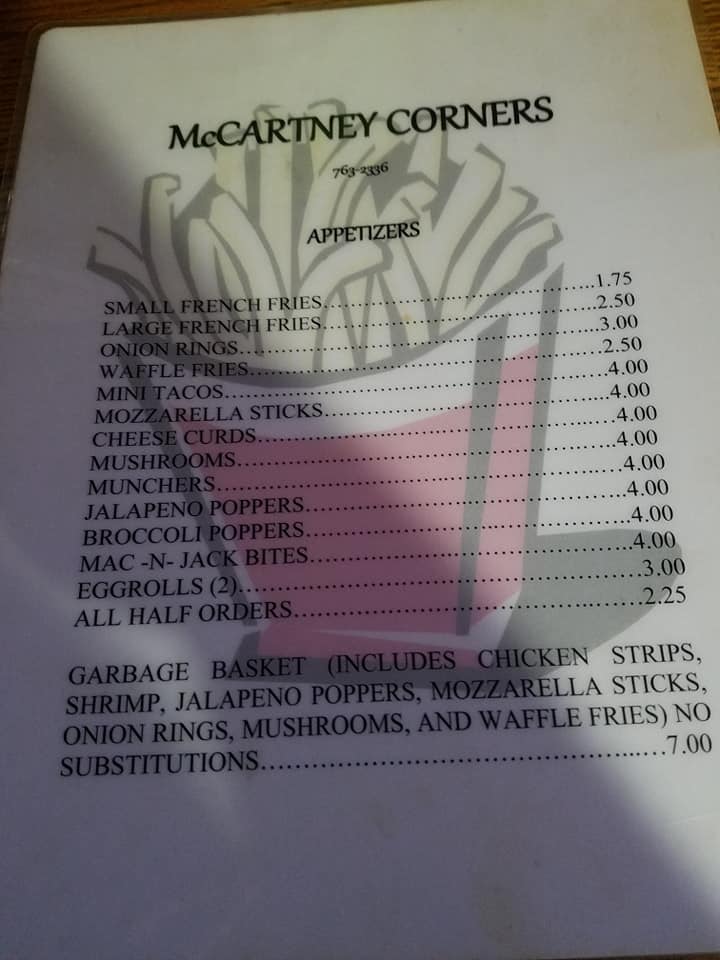 McCARTNEY CORNERS
763-2336
APPETIZERS
SMALL FRENCH FRIES……………………………………...1.75
LARGE FRENCH FRIES……………………………………...2.50
ONION RINGS……………………………………………...3.00
WAFFLE FRIES……………………………………………...2.50
MINI TACOS………………………………………………..4.00
MOZZARELLA STICKS……………………………………...4.00
CHEESE CURDS……………………………………...….4.00
MUSHROOMS………………………………………………..4.00
MUNCHERS……………………………………………...….4.00
JALAPENO POPPERS……………………………………...4.00
BROCCOLI POPPERS……………………………………...4.00
MAC -N- JACK BITES……………………………………...4.00
EGGROLLS (2)……………………………………………...3.00
ALL HALF ORDERS……………………………………..……2.25
GARBAGE BASKET (INCLUDES CHICKEN STRIPS,
SHRIMP, JALAPENO POPPERS, MOZZARELLA STICKS,
ONION RINGS, MUSHROOMS, AND WAFFLE FRIES) NO
SUBSTITUTIONS……………………………………...….7.00